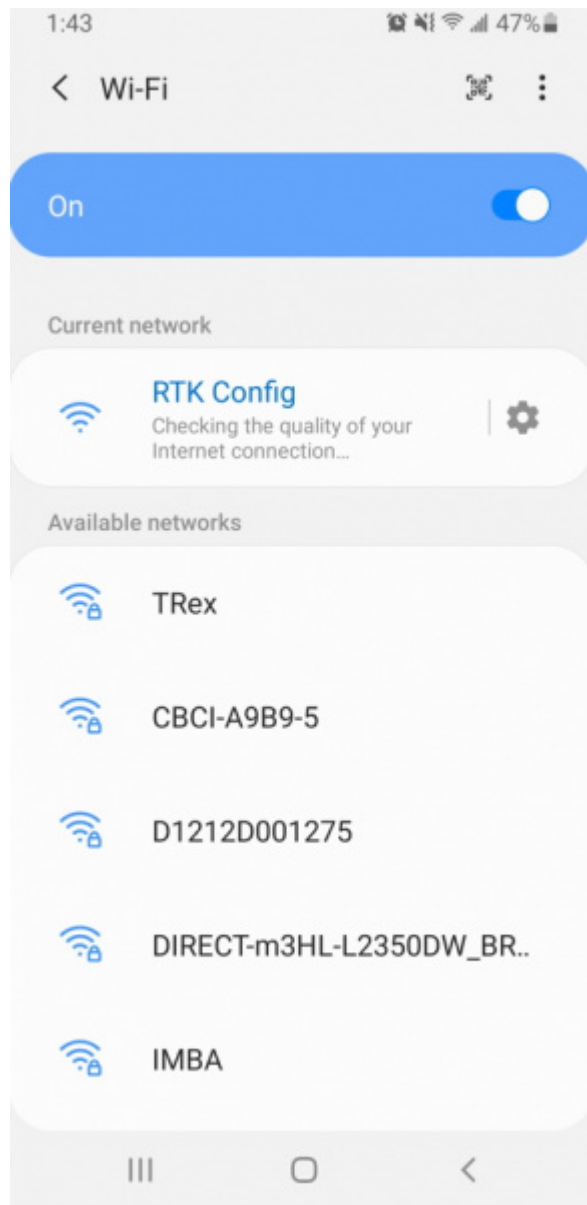 1:43 47%
Wi-Fi
On
Current network
RTK Config
Checking the quality of your
Internet connection...
Available networks
TRex
CBCI-A9B9-5
D1212D001275
DIRECT-m3HL-L2350DW_BR..
IMBA